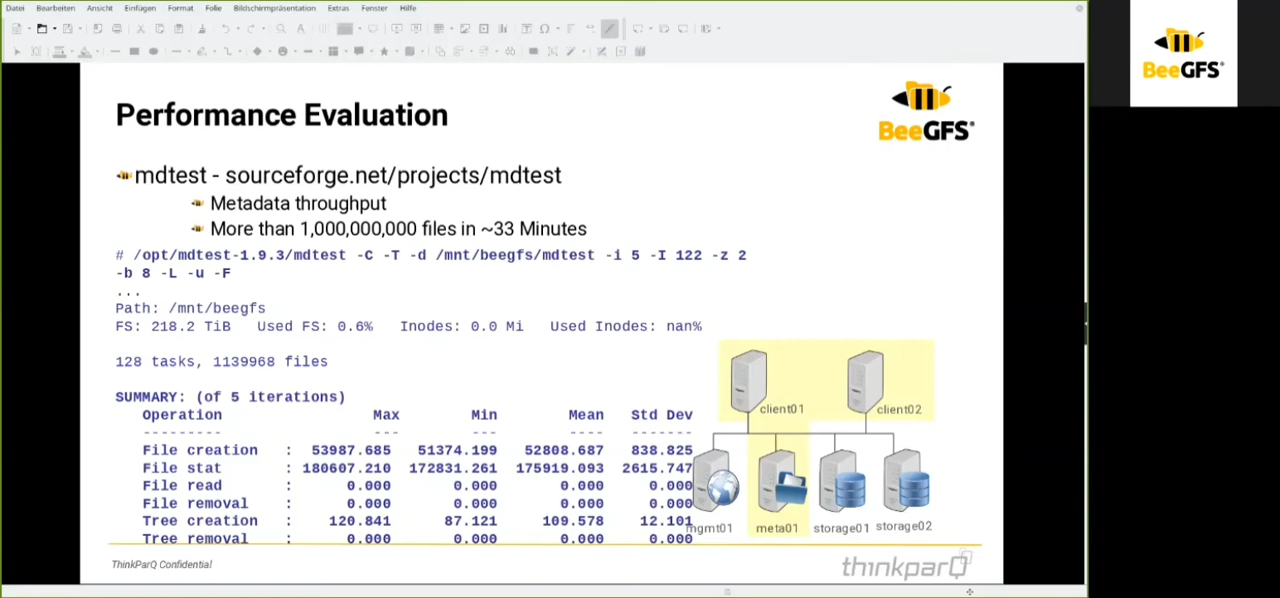 Datei Bearbeiten Ansicht Einfügen Format Folie Bildschirmpräsentation Extras Fenster Hilfe
BeeGFS®
Performance Evaluation
BeeGFS®
mdtest - sourceforge.net/projects/mdtest
Metadata throughput
More than 1,000,000,000 files in ~33 Minutes
# /opt/mdtest-1.9.3/mdtest -C -T -d /mnt/beegfs/mdtest -i 5 -I 122 -z 2
-b 8 -L -u -F
...
Path: /mnt/beegfs
FS: 218.2 TiB Used FS: 0.6% Inodes: 0.0 Mi Used Inodes: nan%
128 tasks, 1139968 files
SUMMARY: (of 5 iterations)
Operation Max Min Mean Std Dev
--------- --- --- ---- -------
File creation : 53987.685 51374.199 52808.687 838.825
File stat : 180607.210 172831.261 175919.093 2615.747
File read : 0.000 0.000 0.000 0.000
File removal : 0.000 0.000 0.000 0.000
Tree creation : 120.841 87.121 109.578 12.101
Tree removal : 0.000 0.000 0.000 0.000
client01 client02
mgmt01 meta01 storage01 storage02
ThinkParQ Confidential
thinkparQ